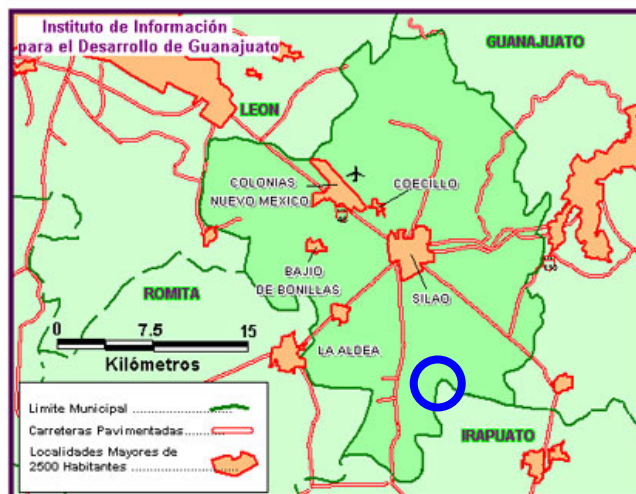 Instituto de Información
para el Desarrollo de Guanajuato
GUANAJUATO
LEON
COLONIAS
NUEVO MEXICO
COECILLO
45
BAJIO
DE BONILLAS
SILAO
ROMITA
0 7.5 15
Kilómetros
LA ALDEA
IRAPUATO
Limite Municipal
Carreteras Pavimentadas
Localidades Mayores de
2500 Habitantes